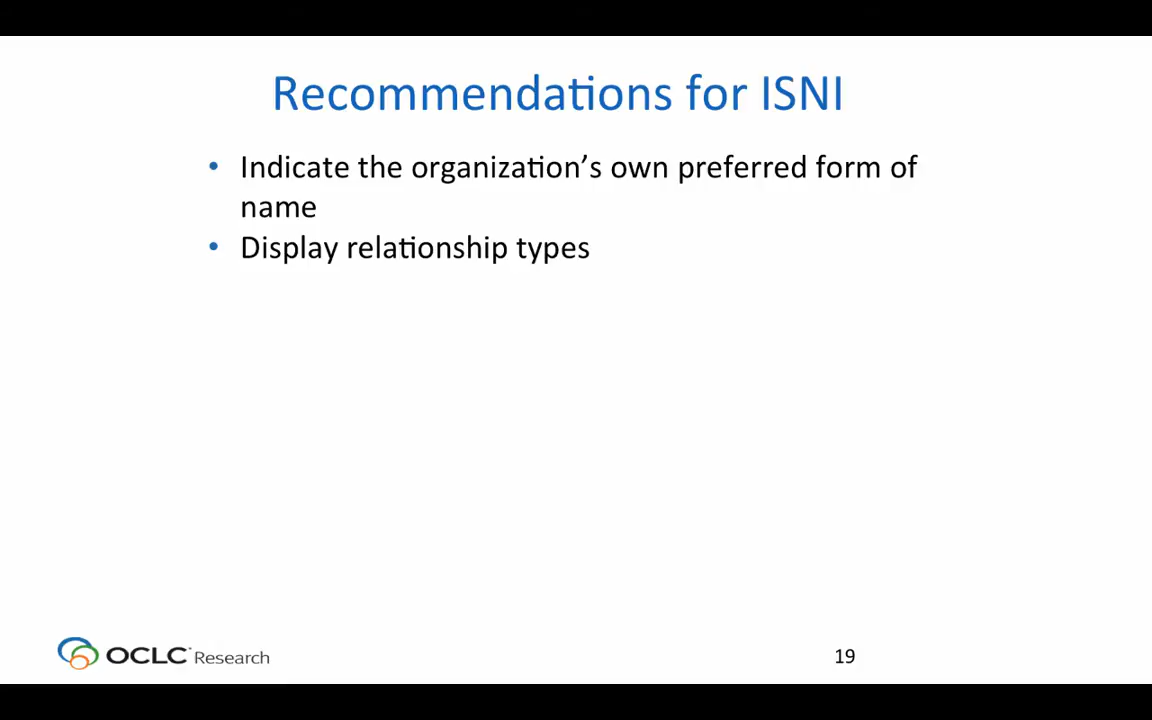 Recommendations for ISNI
• Indicate the organization’s own preferred form of
name
• Display relationship types
OCLC Research
19